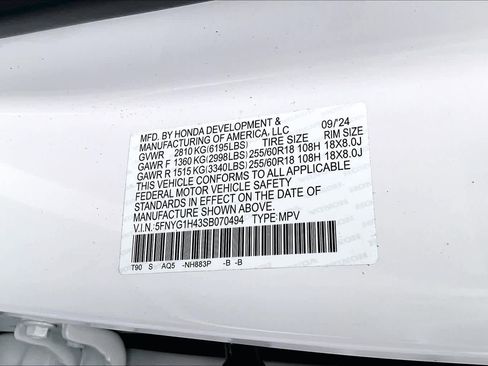 MFD. BY HONDA DEVELOPMENT & 09/'24
MANUFACTURING OF AMERICA, LLC
GVWR 2810 KG(6195LBS) TIRE SIZE RIM SIZE
GAWR F 1360 KG(2998LBS) 255/60R18 108H 18X8.0J
GAWR R 1515 KG(3340LBS) 255/60R18 108H 18X8.0J
THIS VEHICLE CONFORMS TO ALL APPLICABLE
FEDERAL MOTOR VEHICLE SAFETY
STANDARDS IN EFFECT ON THE DATE OF
MANUFACTURE SHOWN ABOVE.
V.I.N.: 5FNYG1H43SB070494 TYPE: MPV
T90 S AQ5 -NH883P -B -B